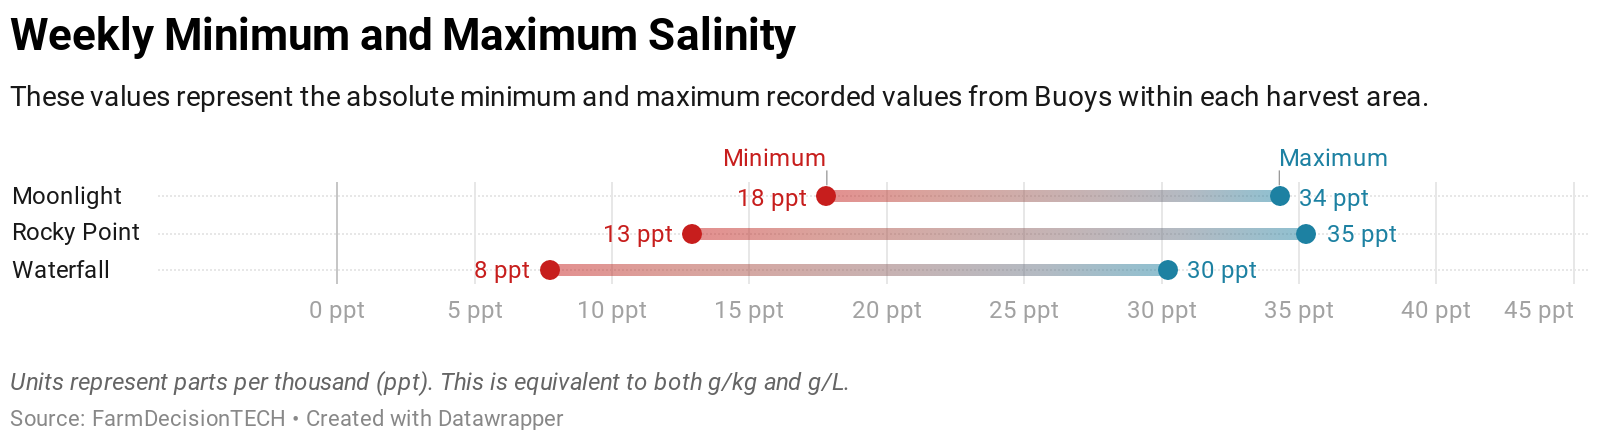 Weekly Minimum and Maximum Salinity
These values represent the absolute minimum and maximum recorded values from Buoys within each harvest area.
Minimum Maximum
Moonlight 18 ppt 34 ppt
Rocky Point 13 ppt 35 ppt
Waterfall 8 ppt 30 ppt
0 ppt 5 ppt 10 ppt 15 ppt 20 ppt 25 ppt 30 ppt 35 ppt 40 ppt 45 ppt
Units represent parts per thousand (ppt). This is equivalent to both g/kg and g/L.
Source: FarmDecisionTECH • Created with Datawrapper